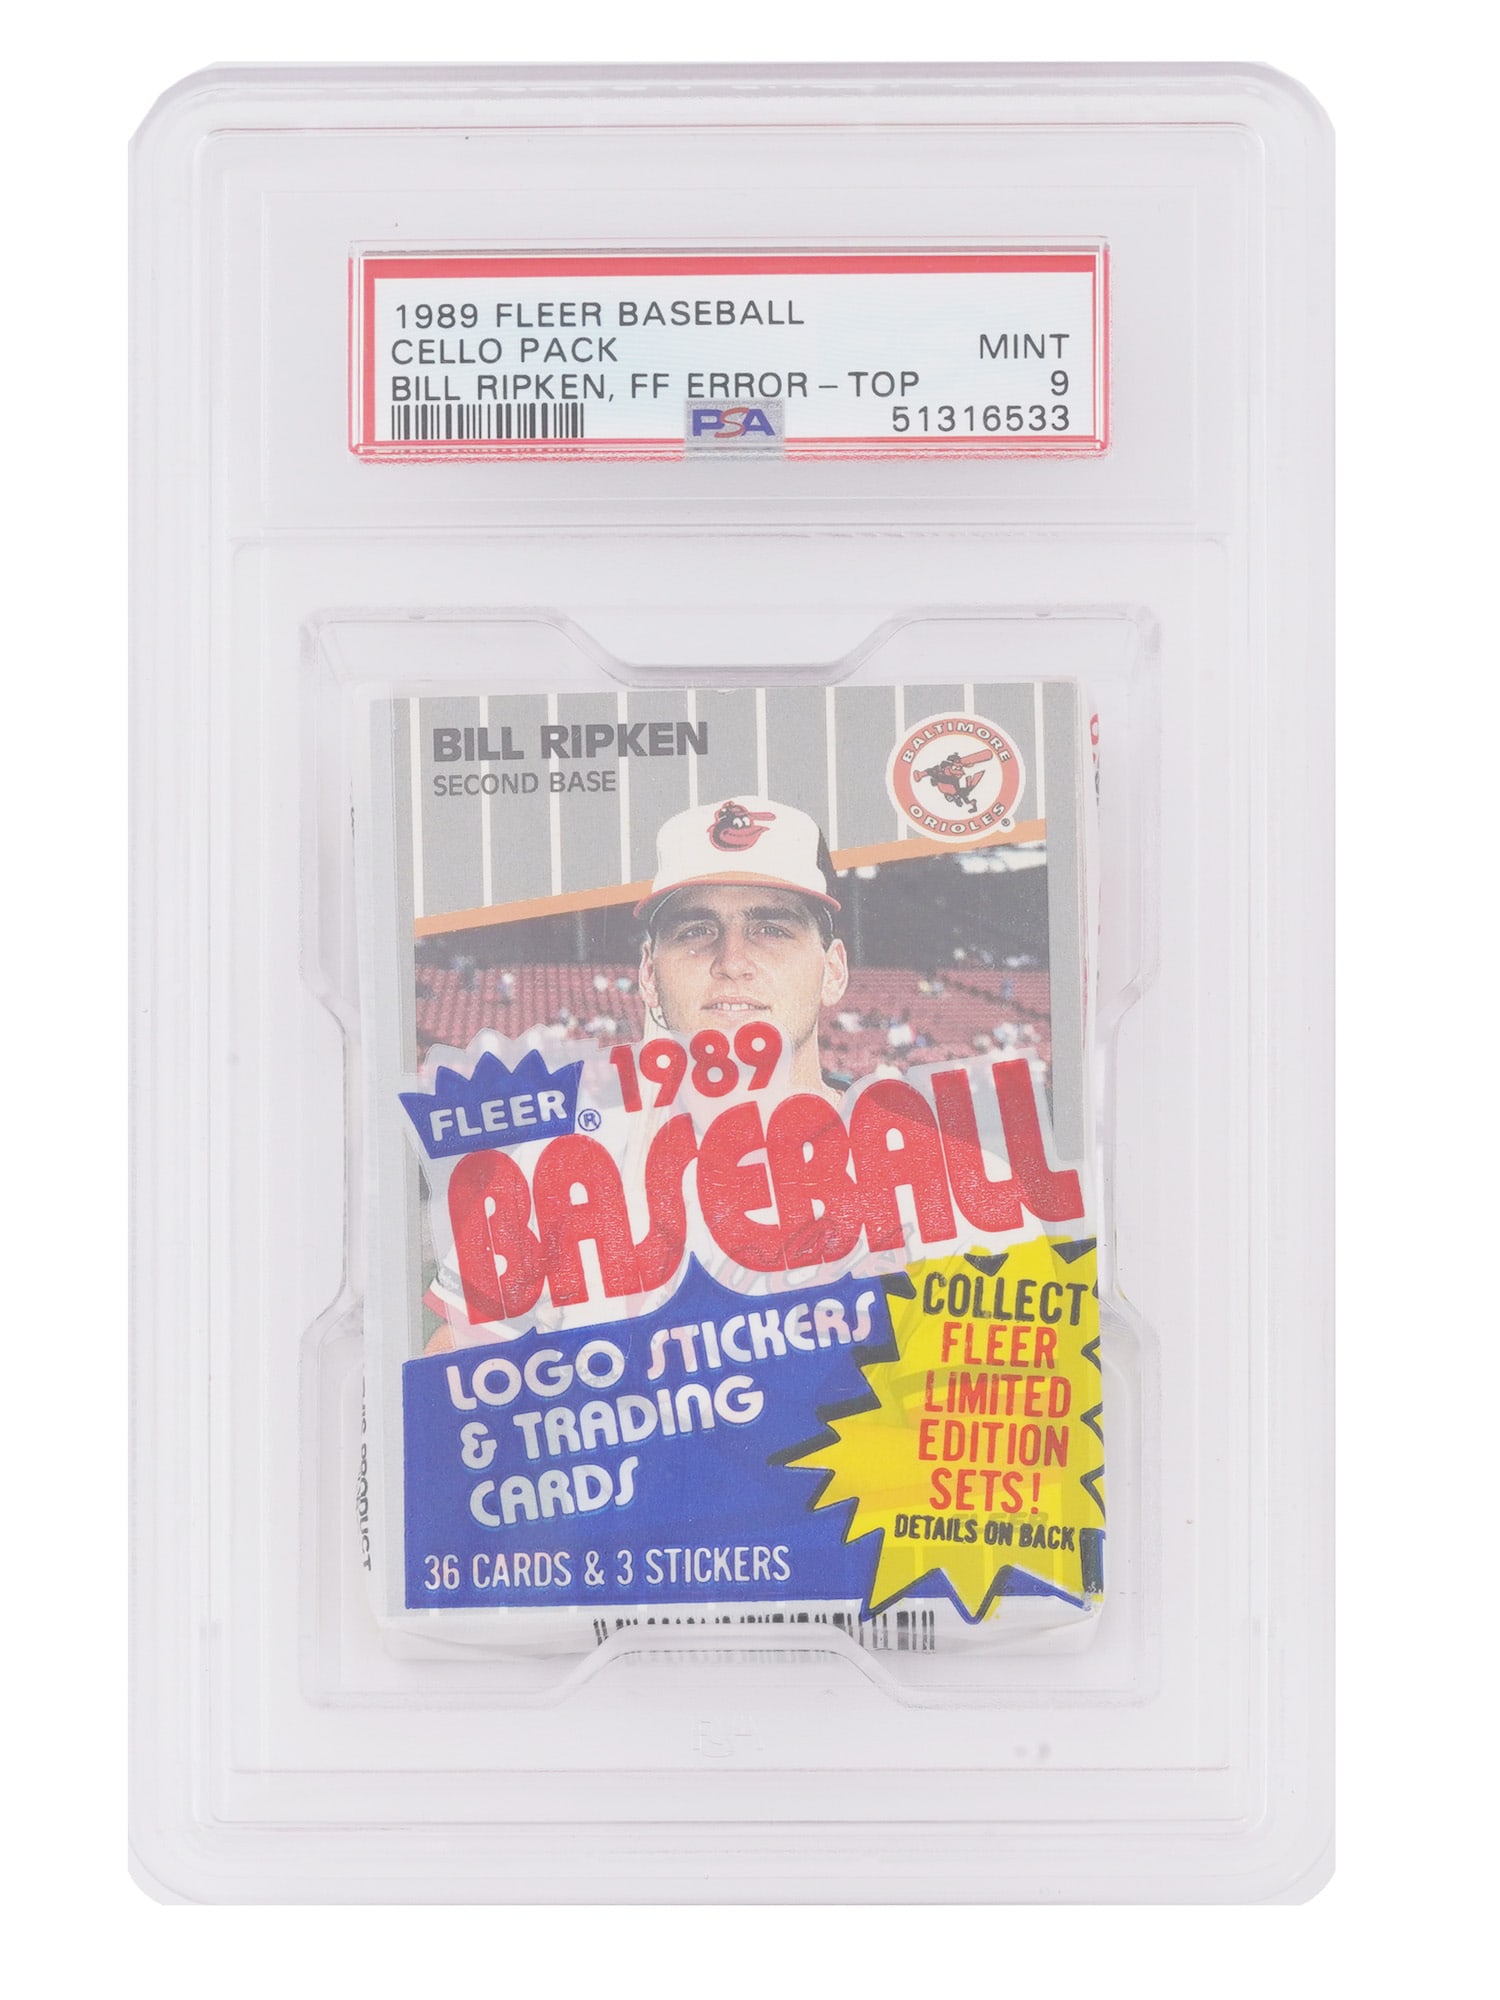 1989 FLEER BASEBALL
CELLO PACK
MINT
BILL RIPKEN, FF ERROR – TOP
9
PSA
51316533
BILL RIPKEN
SECOND BASE
BALTIMORE
ORIOLES®
1989
FLEER®
BASEBALL
LOGO STICKERS
& TRADING
CARDS
36 CARDS & 3 STICKERS
COLLECT
FLEER
LIMITED
EDITION
SETS!
DETAILS ON BACK
PRODUCT
PSA